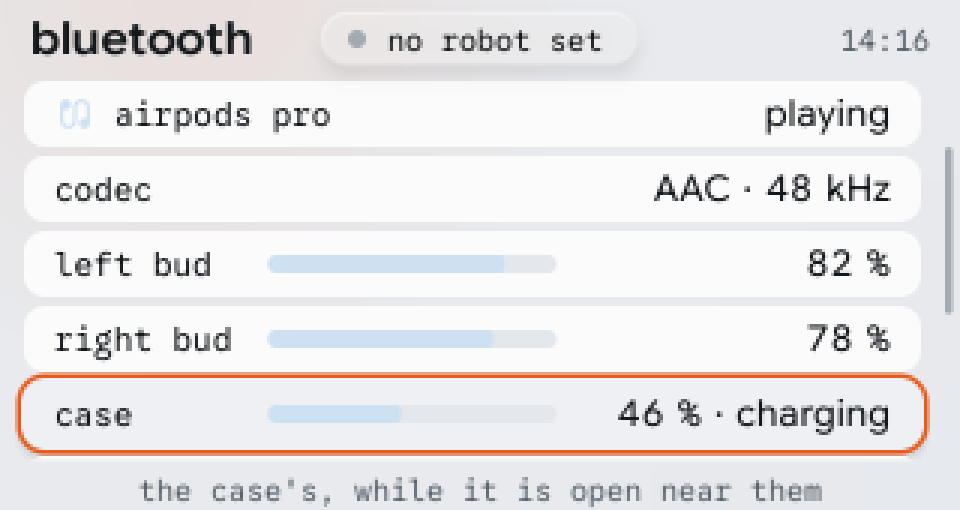 bluetooth
no robot set
14:16
airpods pro
playing
codec
AAC · 48 kHz
left bud
82 %
right bud
78 %
case
46 % · charging
the case's, while it is open near them